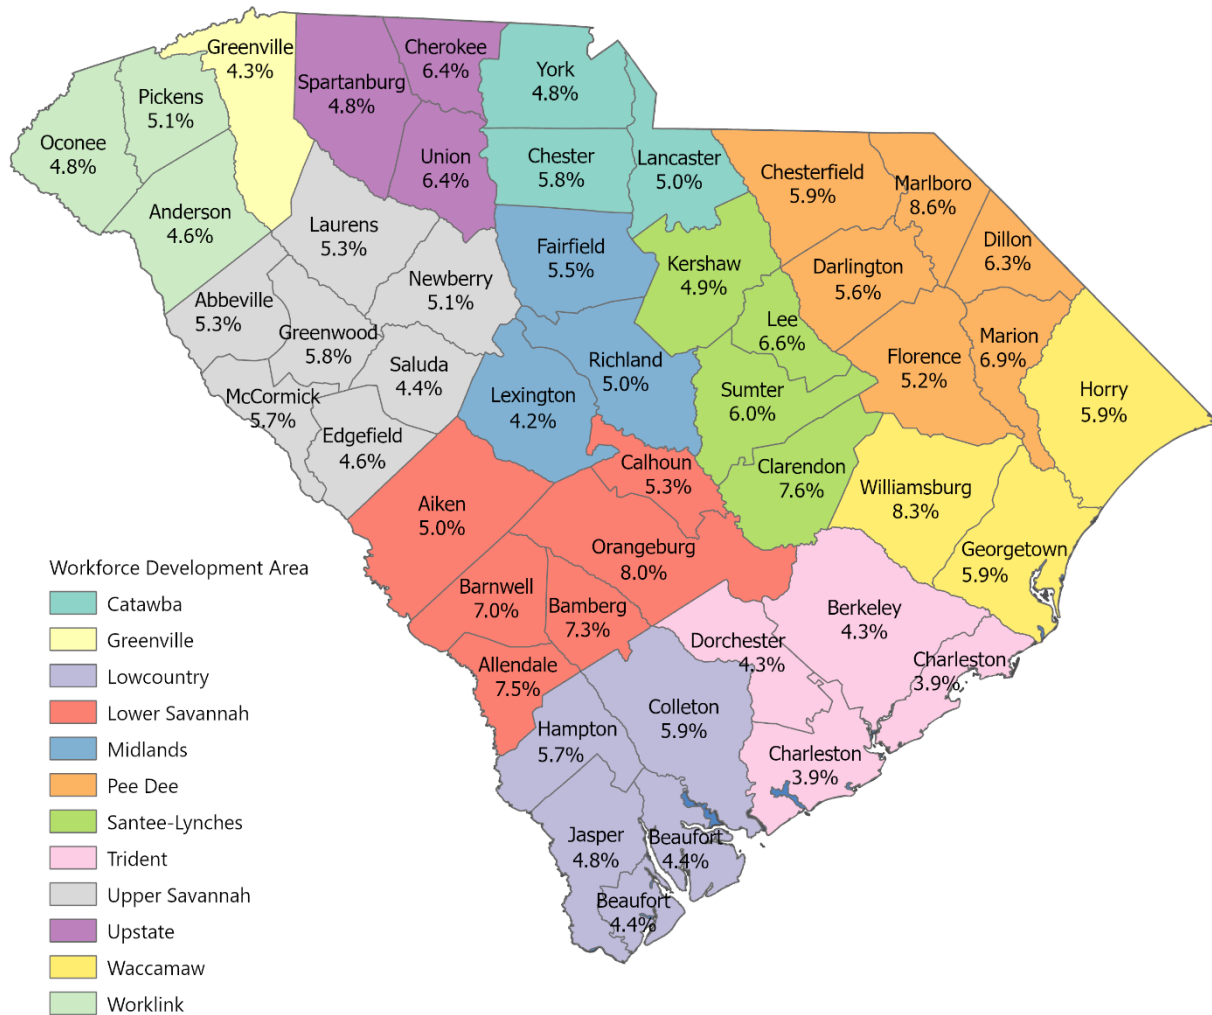 Greenville
4.3%
Cherokee
6.4%
Spartanburg
4.8%
York
4.8%
Pickens
5.1%
Oconee
4.8%
Union
6.4%
Chester
5.8%
Lancaster
5.0%
Chesterfield
5.9%
Marlboro
8.6%
Anderson
4.6%
Laurens
5.3%
Fairfield
5.5%
Dillon
6.3%
Newberry
5.1%
Kershaw
4.9%
Darlington
5.6%
Abbeville
5.3%
Greenwood
5.8%
Lee
6.6%
Marion
6.9%
Saluda
4.4%
Richland
5.0%
Florence
5.2%
McCormick
5.7%
Lexington
4.2%
Sumter
6.0%
Horry
5.9%
Edgefield
4.6%
Calhoun
5.3%
Clarendon
7.6%
Williamsburg
8.3%
Aiken
5.0%
Orangeburg
8.0%
Georgetown
5.9%
Barnwell
7.0%
Bamberg
7.3%
Berkeley
4.3%
Dorchester
4.3%
Charleston
3.9%
Allendale
7.5%
Colleton
5.9%
Hampton
5.7%
Charleston
3.9%
Jasper
4.8%
Beaufort
4.4%
Beaufort
4.4%
Workforce Development Area
Catawba
Greenville
Lowcountry
Lower Savannah
Midlands
Pee Dee
Santee-Lynches
Trident
Upper Savannah
Upstate
Waccamaw
Worklink